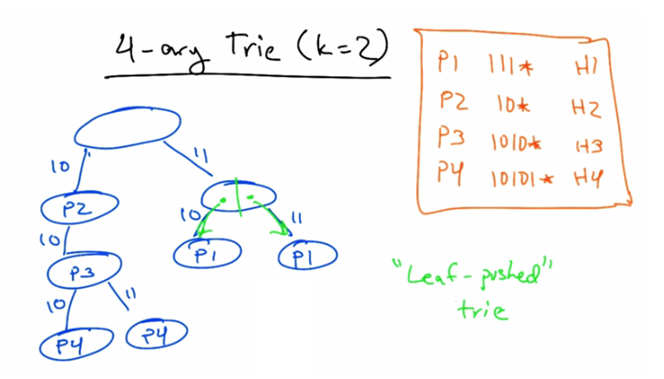 4-ary Trie (k=2)
P1 111* H1
P2 10* H2
P3 1010* H3
P4 10101* H4
10 11
P2
10 11
10
P1 P1
P3
10 11
P4 P4
"Leaf-pushed"
trie